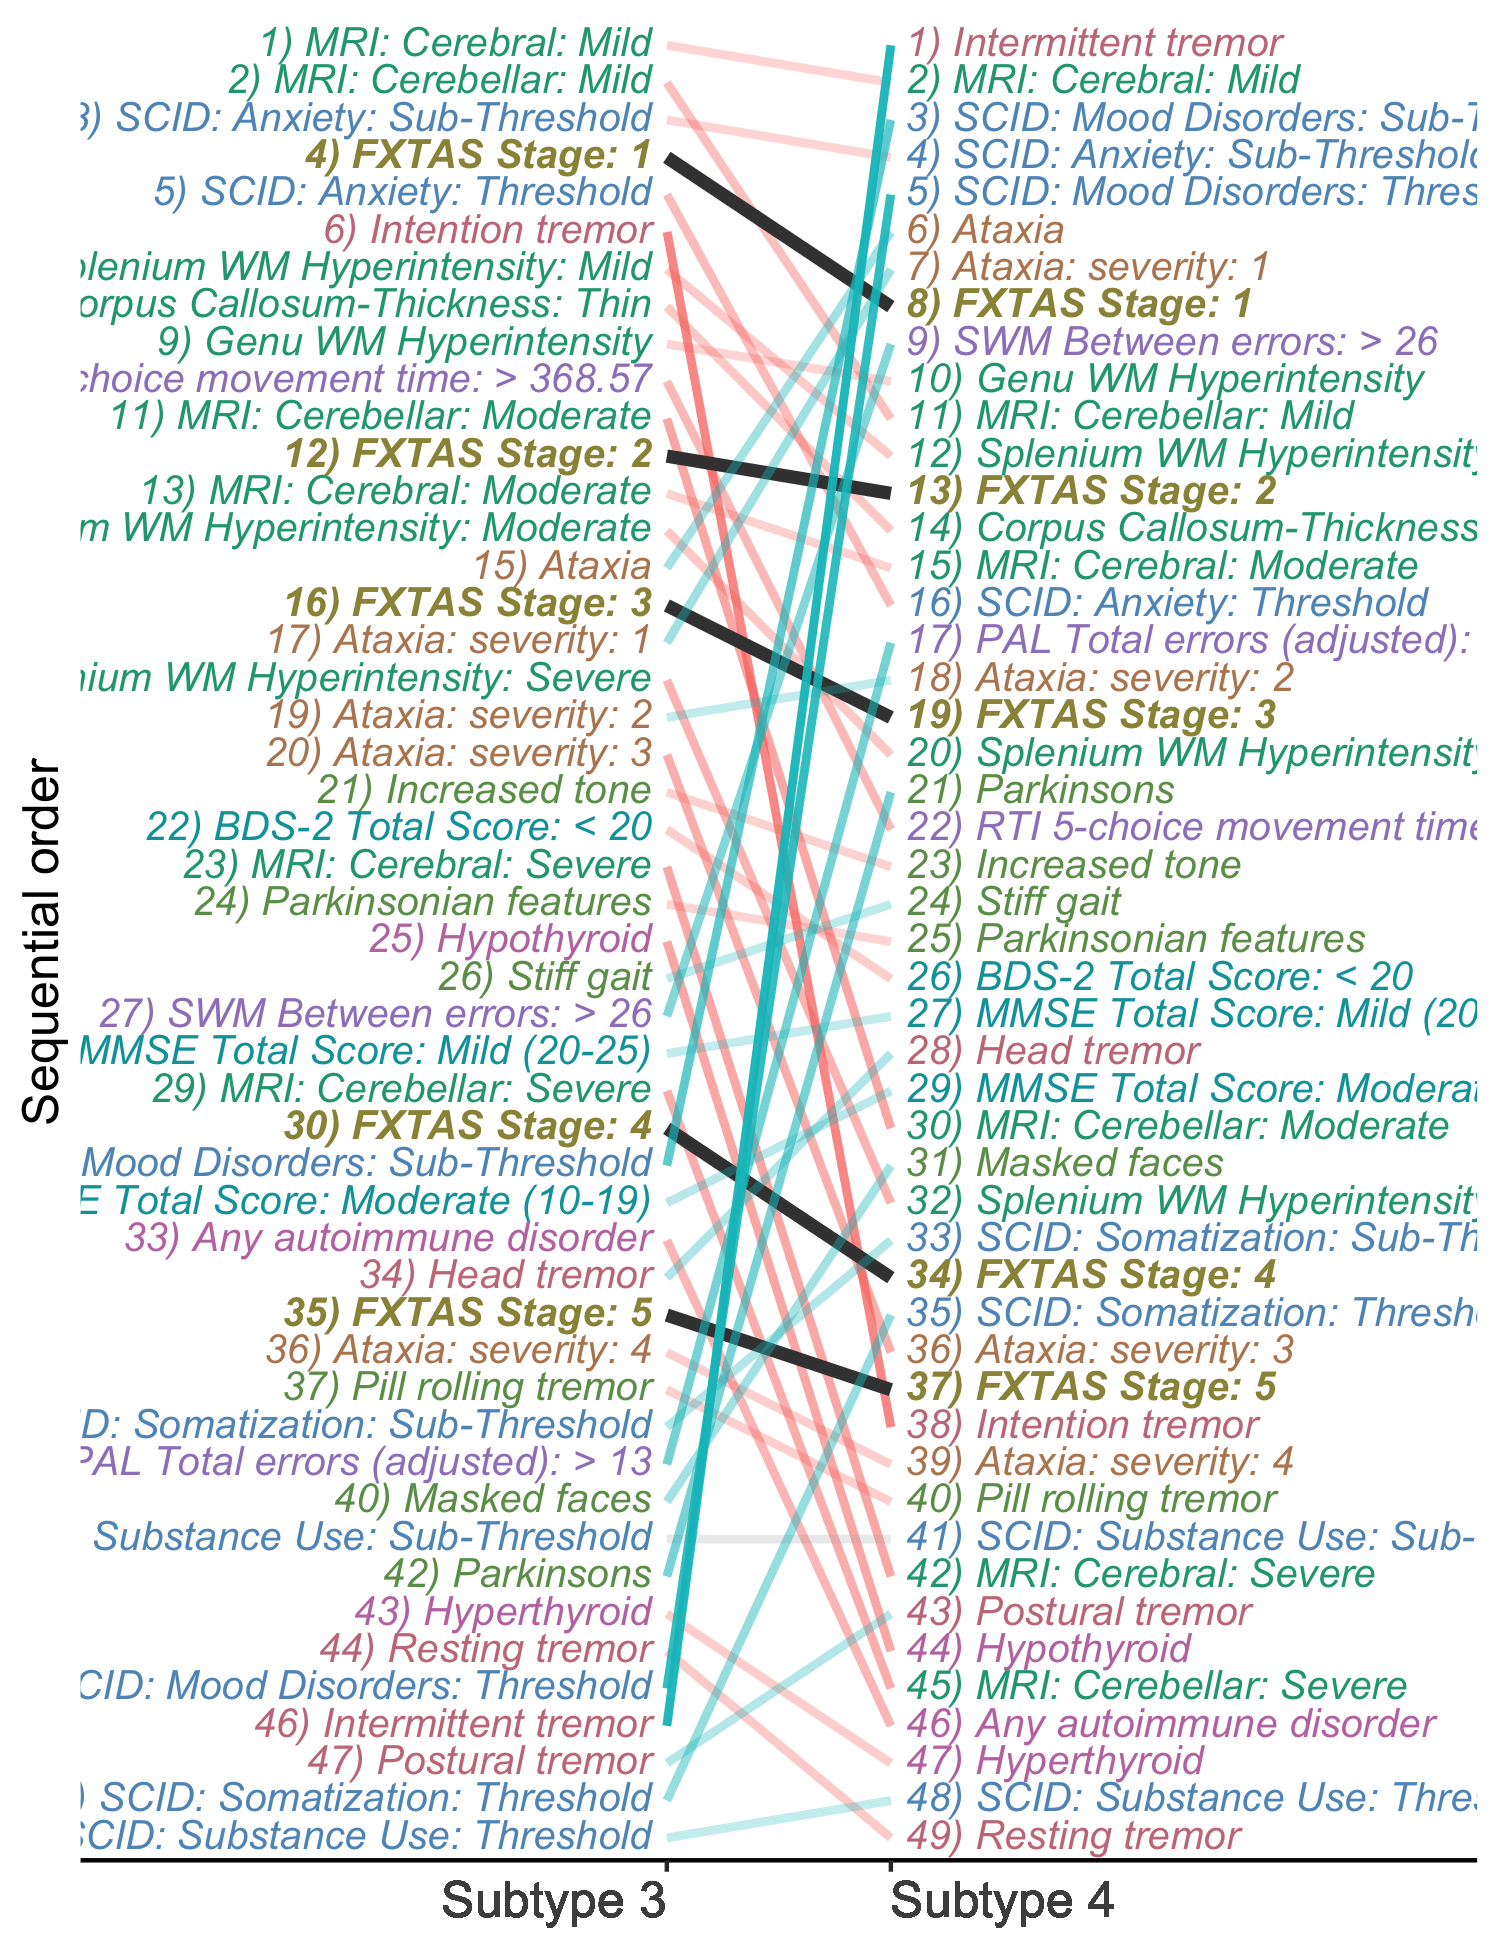 1) MRI: Cerebral: Mild
2) MRI: Cerebellar: Mild
3) SCID: Anxiety: Sub-Threshold
4) FXTAS Stage: 1
5) SCID: Anxiety: Threshold
6) Intention tremor
plenium WM Hyperintensity: Mild
orpus Callosum-Thickness: Thin
9) Genu WM Hyperintensity
choice movement time: > 368.57
11) MRI: Cerebellar: Moderate
12) FXTAS Stage: 2
13) MRI: Cerebral: Moderate
m WM Hyperintensity: Moderate
15) Ataxia
16) FXTAS Stage: 3
17) Ataxia: severity: 1
nium WM Hyperintensity: Severe
19) Ataxia: severity: 2
20) Ataxia: severity: 3
21) Increased tone
22) BDS-2 Total Score: < 20
23) MRI: Cerebral: Severe
24) Parkinsonian features
25) Hypothyroid
26) Stiff gait
27) SWM Between errors: > 26
MMSE Total Score: Mild (20-25)
29) MRI: Cerebellar: Severe
30) FXTAS Stage: 4
Mood Disorders: Sub-Threshold
E Total Score: Moderate (10-19)
33) Any autoimmune disorder
34) Head tremor
35) FXTAS Stage: 5
36) Ataxia: severity: 4
37) Pill rolling tremor
D: Somatization: Sub-Threshold
PAL Total errors (adjusted): > 13
40) Masked faces
Substance Use: Sub-Threshold
42) Parkinsons
43) Hyperthyroid
44) Resting tremor
CID: Mood Disorders: Threshold
46) Intermittent tremor
47) Postural tremor
) SCID: Somatization: Threshold
SCID: Substance Use: Threshold
1) Intermittent tremor
2) MRI: Cerebral: Mild
3) SCID: Mood Disorders: Sub-T
4) SCID: Anxiety: Sub-Threshold
5) SCID: Mood Disorders: Thres
6) Ataxia
7) Ataxia: severity: 1
8) FXTAS Stage: 1
9) SWM Between errors: > 26
10) Genu WM Hyperintensity
11) MRI: Cerebellar: Mild
12) Splenium WM Hyperintensity
13) FXTAS Stage: 2
14) Corpus Callosum-Thickness
15) MRI: Cerebral: Moderate
16) SCID: Anxiety: Threshold
17) PAL Total errors (adjusted):
18) Ataxia: severity: 2
19) FXTAS Stage: 3
20) Splenium WM Hyperintensity
21) Parkinsons
22) RTI 5-choice movement time
23) Increased tone
24) Stiff gait
25) Parkinsonian features
26) BDS-2 Total Score: < 20
27) MMSE Total Score: Mild (20
28) Head tremor
29) MMSE Total Score: Moderat
30) MRI: Cerebellar: Moderate
31) Masked faces
32) Splenium WM Hyperintensity
33) SCID: Somatization: Sub-Th
34) FXTAS Stage: 4
35) SCID: Somatization: Thresho
36) Ataxia: severity: 3
37) FXTAS Stage: 5
38) Intention tremor
39) Ataxia: severity: 4
40) Pill rolling tremor
41) SCID: Substance Use: Sub-
42) MRI: Cerebral: Severe
43) Postural tremor
44) Hypothyroid
45) MRI: Cerebellar: Severe
46) Any autoimmune disorder
47) Hyperthyroid
48) SCID: Substance Use: Thres
49) Resting tremor
Sequential order
Subtype 3
Subtype 4